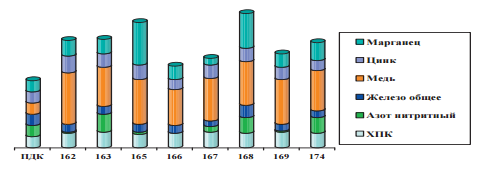 Марганец
Цинк
Медь
Железо общее
Азот нитритный
ХПК
ПДК 162 163 165 166 167 168 169 174